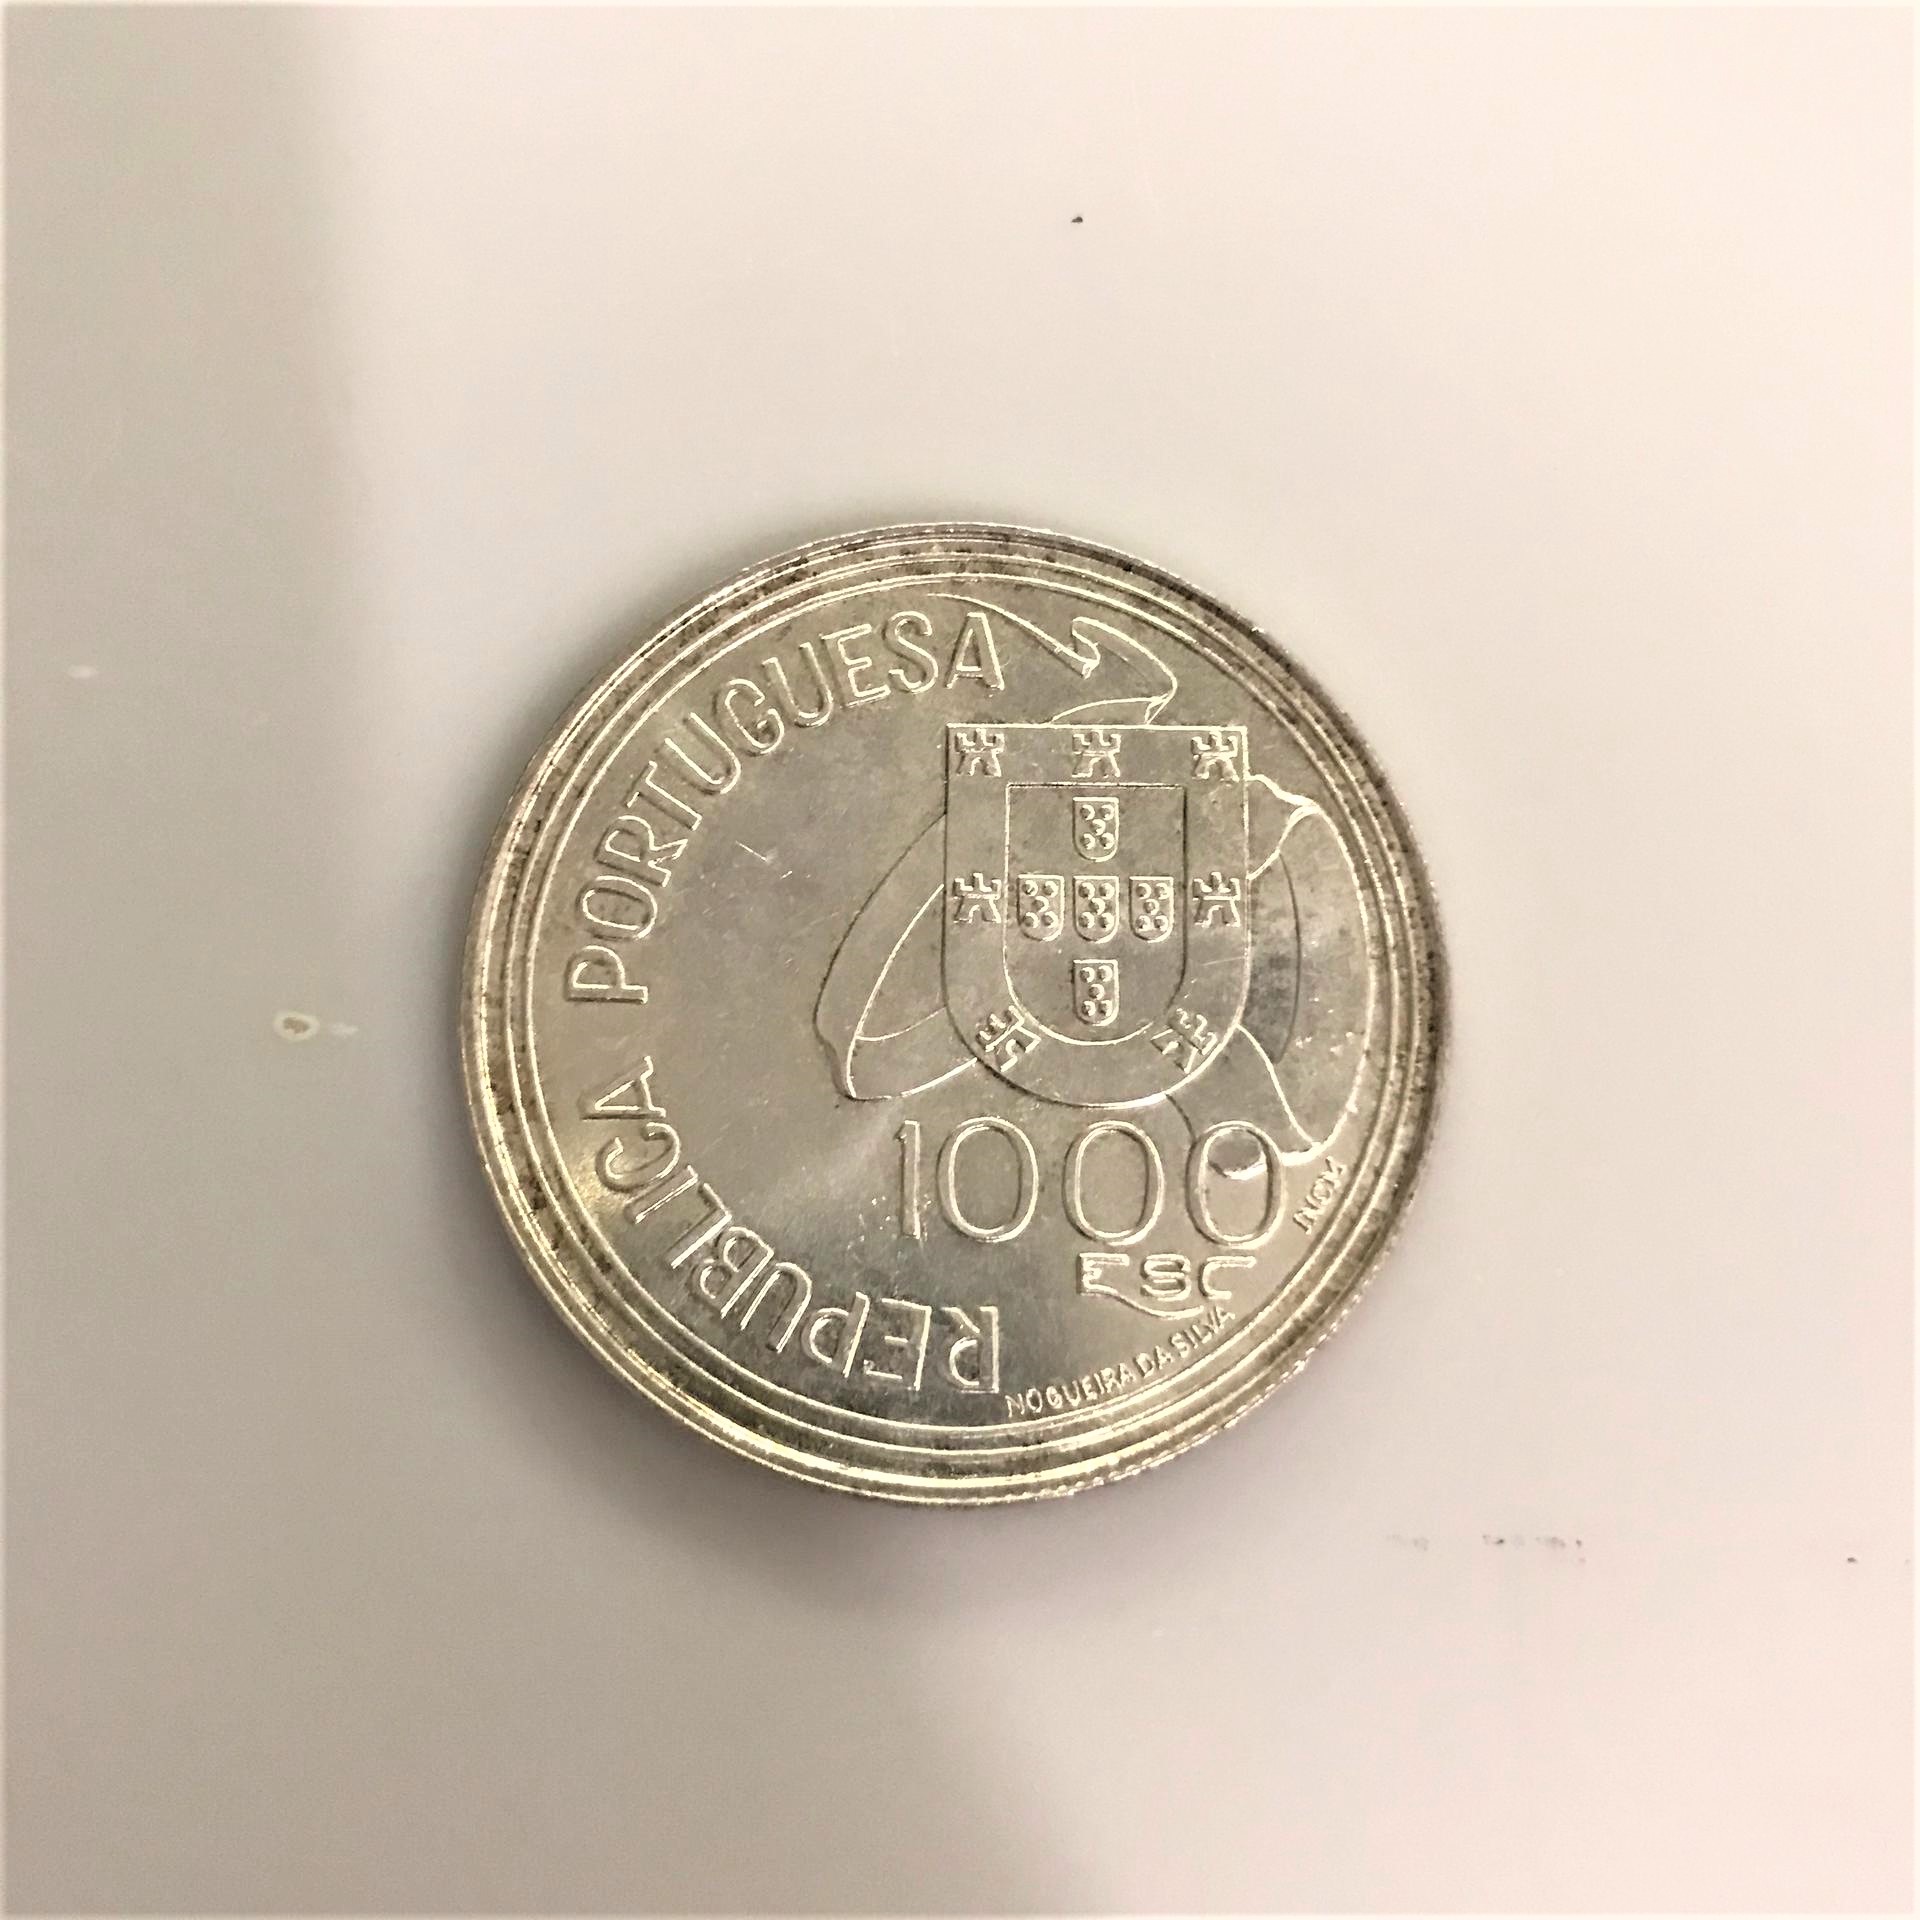 REPUBLICA PORTUGUESA
1000
ESC
INCM
NOGUEIRA DA SILVA